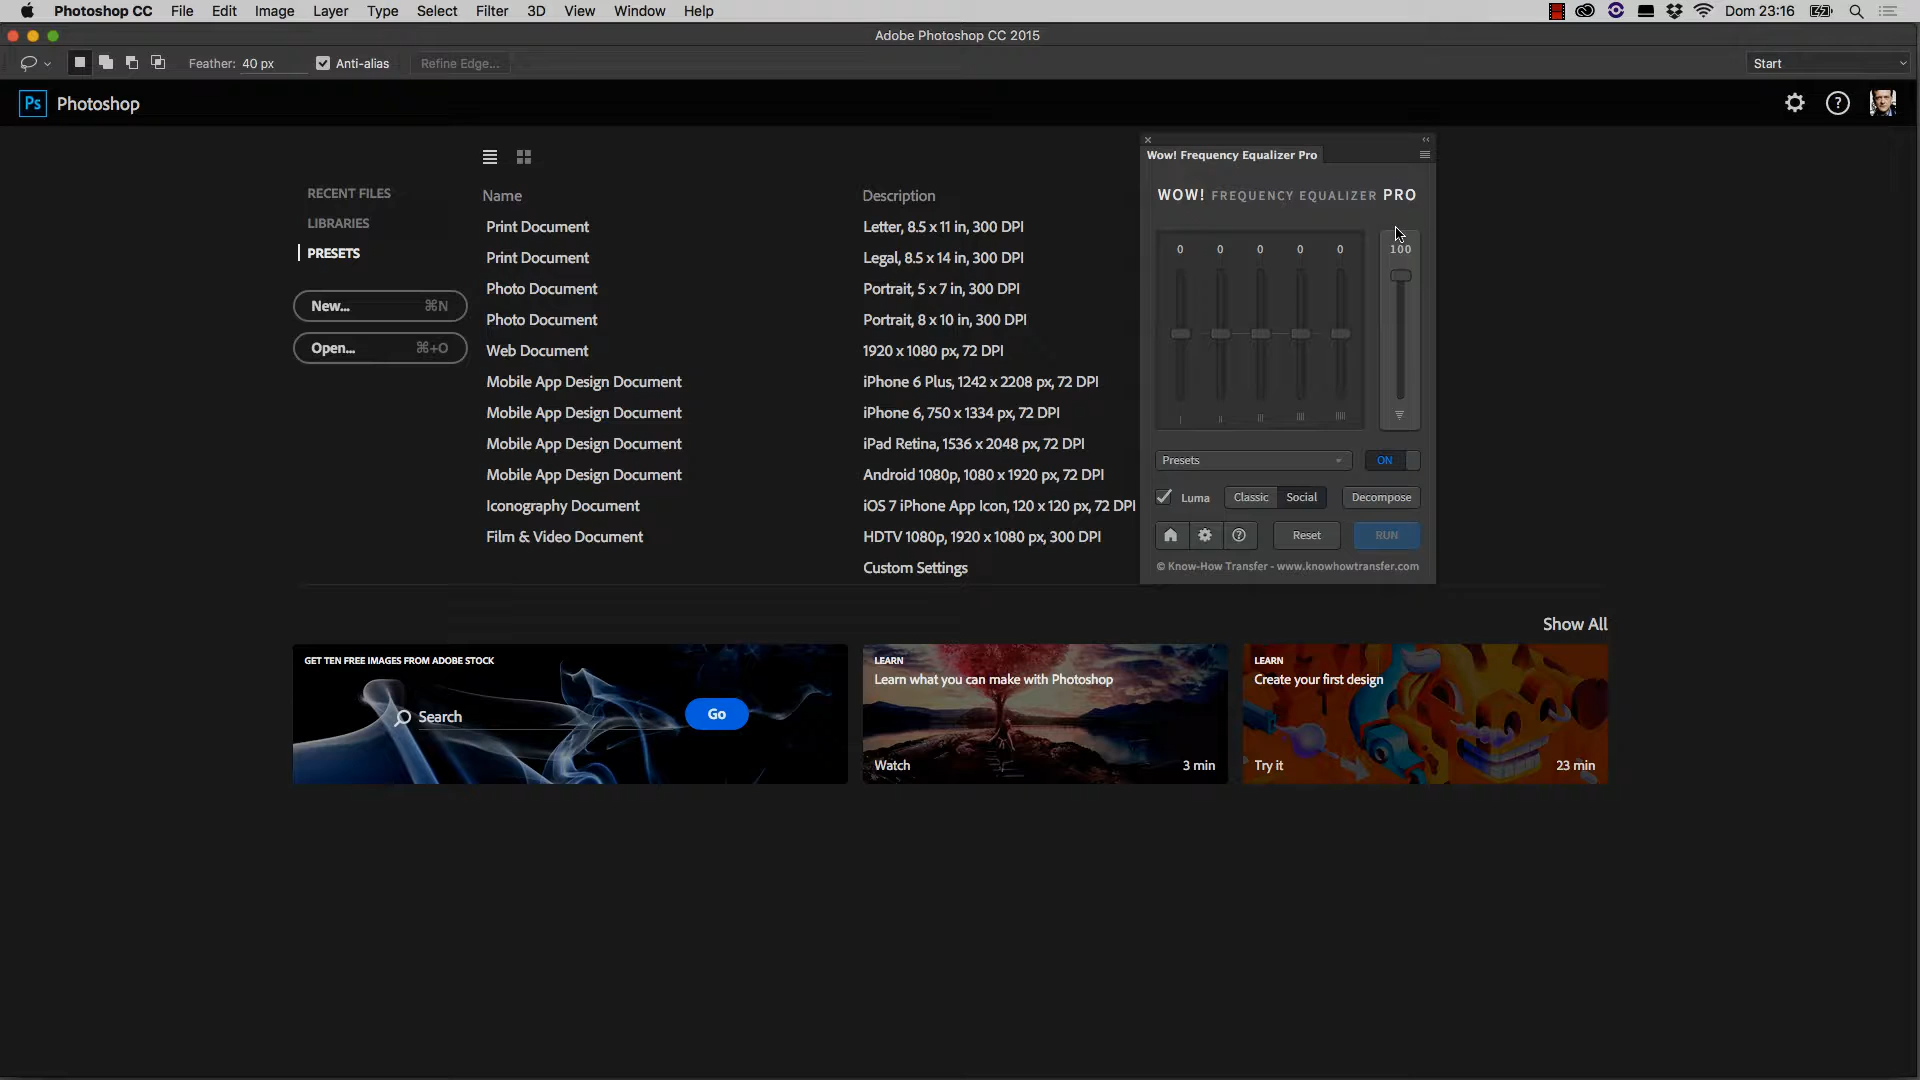 Photoshop CC File Edit Image Layer Type Select Filter 3D View Window Help Dom 23:16
Adobe Photoshop CC 2015
Feather: 40 px Anti-alias Refine Edge... Start
Ps Photoshop ?
RECENT FILES
LIBRARIES
PRESETS
New... ⌘N
Open... ⌘+O
Name Description
Print Document Letter, 8.5 x 11 in, 300 DPI
Print Document Legal, 8.5 x 14 in, 300 DPI
Photo Document Portrait, 5 x 7 in, 300 DPI
Photo Document Portrait, 8 x 10 in, 300 DPI
Web Document 1920 x 1080 px, 72 DPI
Mobile App Design Document iPhone 6 Plus, 1242 x 2208 px, 72 DPI
Mobile App Design Document iPhone 6, 750 x 1334 px, 72 DPI
Mobile App Design Document iPad Retina, 1536 x 2048 px, 72 DPI
Mobile App Design Document Android 1080p, 1080 x 1920 px, 72 DPI
Iconography Document iOS 7 iPhone App Icon, 120 x 120 px, 72 DPI
Film & Video Document HDTV 1080p, 1920 x 1080 px, 300 DPI
Custom Settings
Wow! Frequency Equalizer Pro
WOW! FREQUENCY EQUALIZER PRO
0 0 0 0 0 100
Presets ON
Luma Classic Social Decompose
? Reset RUN
© Know-How Transfer - www.knowhowtransfer.com
Show All
GET TEN FREE IMAGES FROM ADOBE STOCK
Search Go
LEARN
Learn what you can make with Photoshop
Watch 3 min
LEARN
Create your first design
Try it 23 min